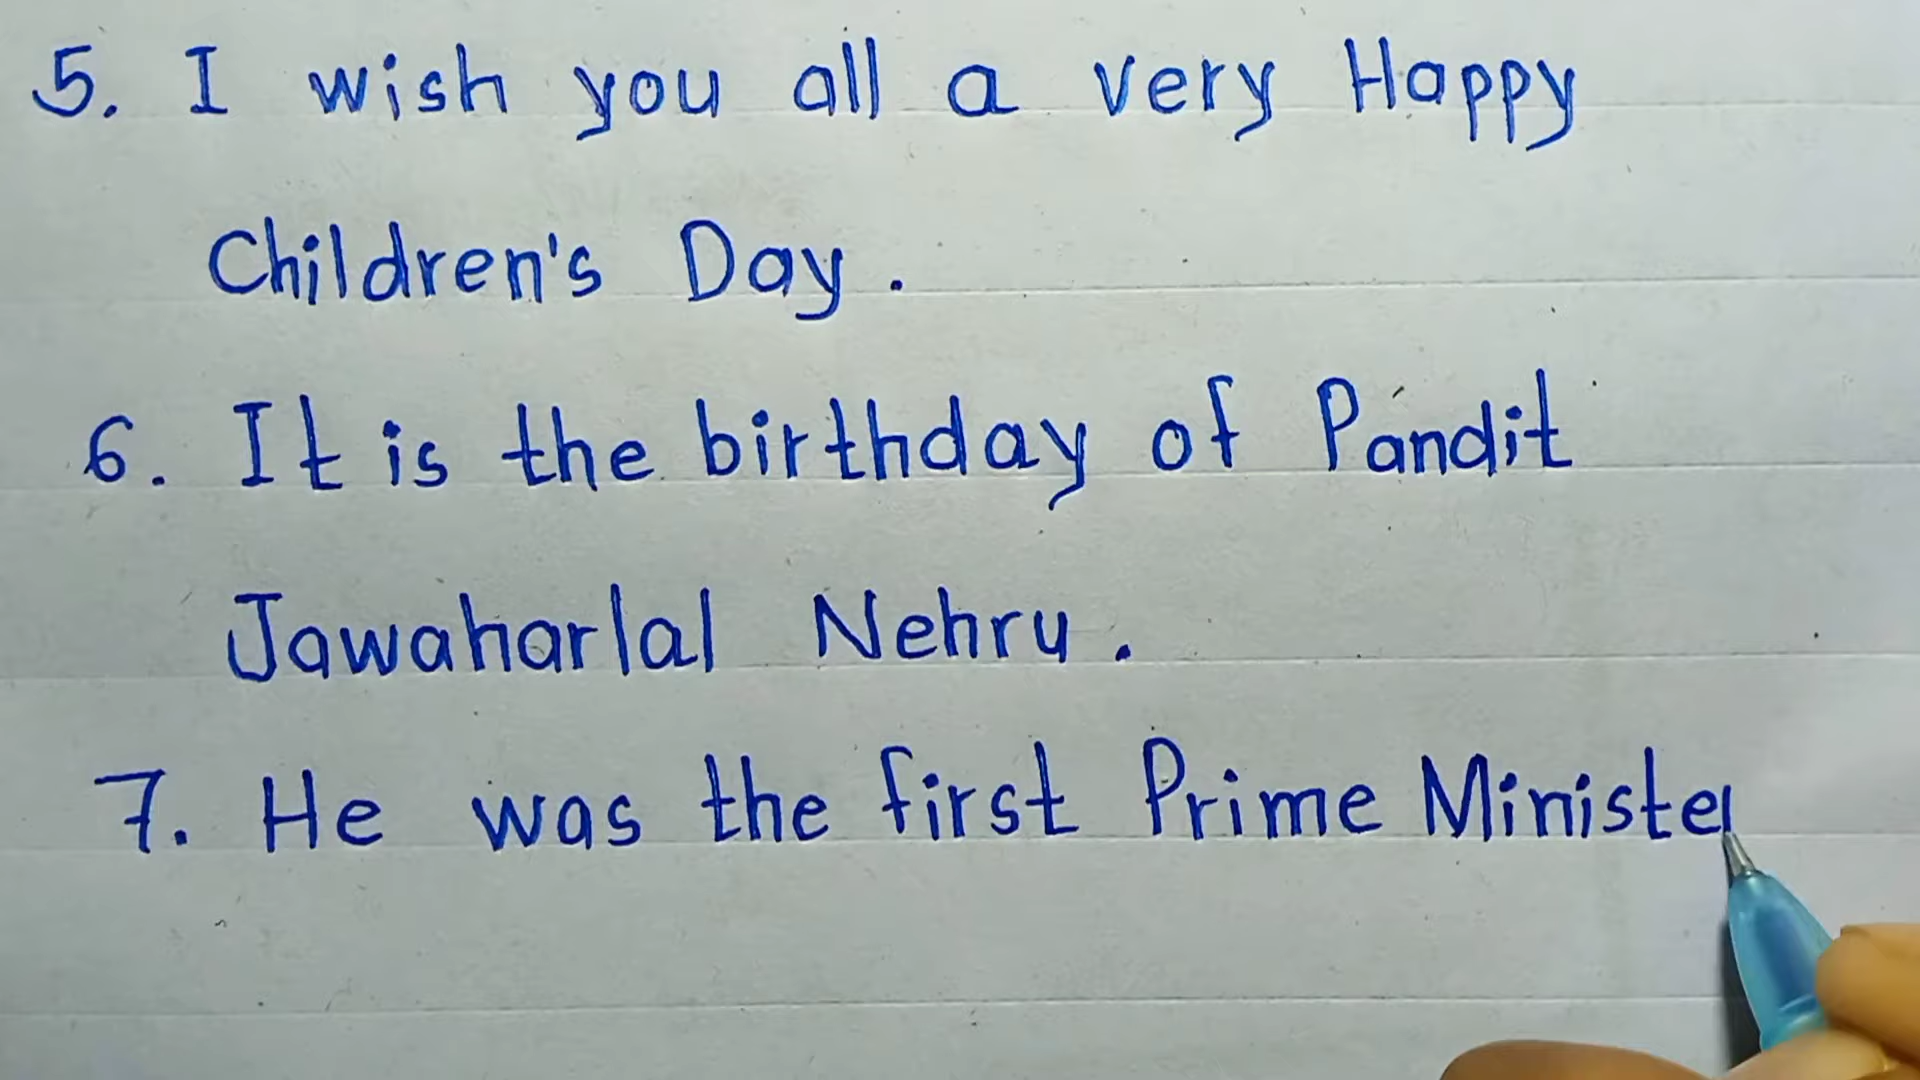 5. I wish you all a very Happy
Children's Day.
6. It is the birthday of Pandit
Jawaharlal Nehru.
7. He was the first Prime Ministe